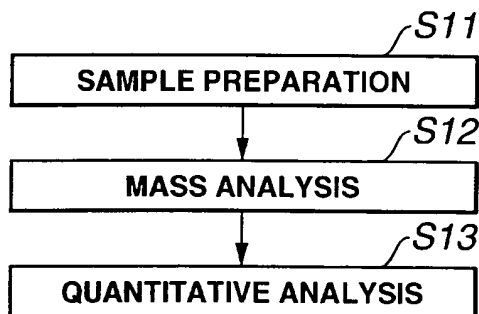 S11
SAMPLE PREPARATION
S12
MASS ANALYSIS
S13
QUANTITATIVE ANALYSIS